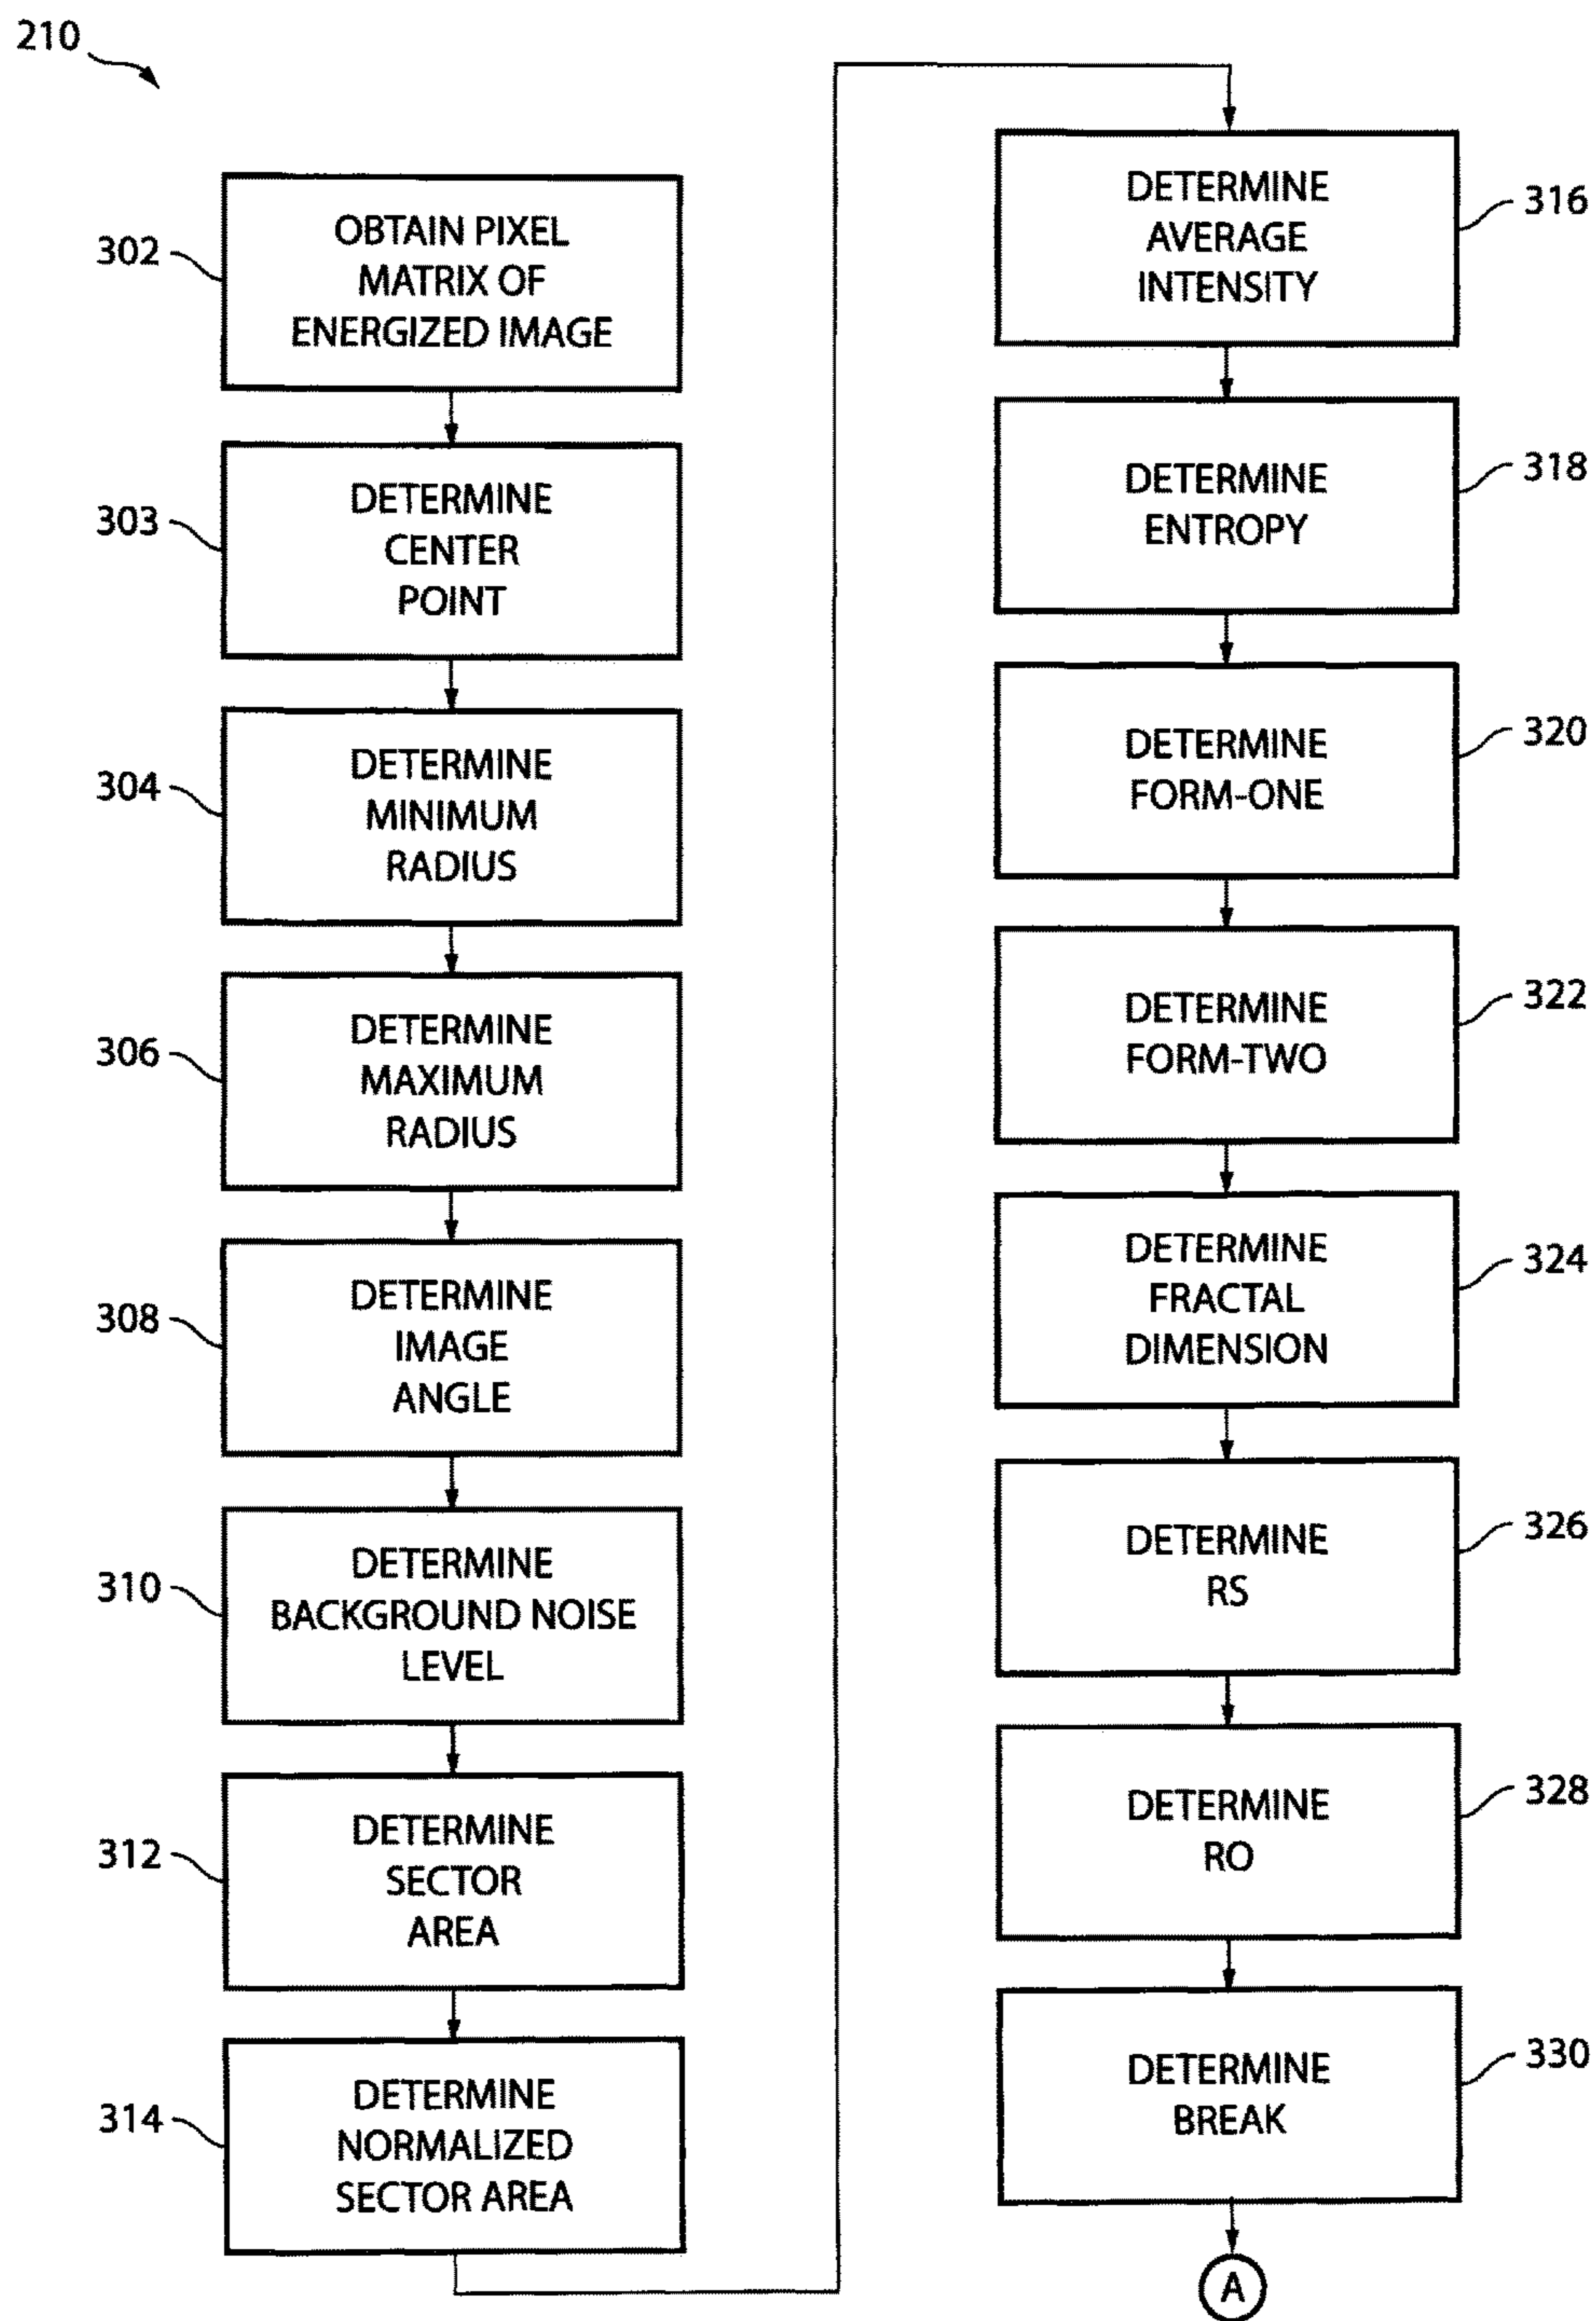 210
302
OBTAIN PIXEL
MATRIX OF
ENERGIZED IMAGE
303
DETERMINE
CENTER
POINT
304
DETERMINE
MINIMUM
RADIUS
306
DETERMINE
MAXIMUM
RADIUS
308
DETERMINE
IMAGE
ANGLE
310
DETERMINE
BACKGROUND NOISE
LEVEL
312
DETERMINE
SECTOR
AREA
314
DETERMINE
NORMALIZED
SECTOR AREA
DETERMINE
AVERAGE
INTENSITY
316
DETERMINE
ENTROPY
318
DETERMINE
FORM-ONE
320
DETERMINE
FORM-TWO
322
DETERMINE
FRACTAL
DIMENSION
324
DETERMINE
RS
326
DETERMINE
RO
328
DETERMINE
BREAK
330
A